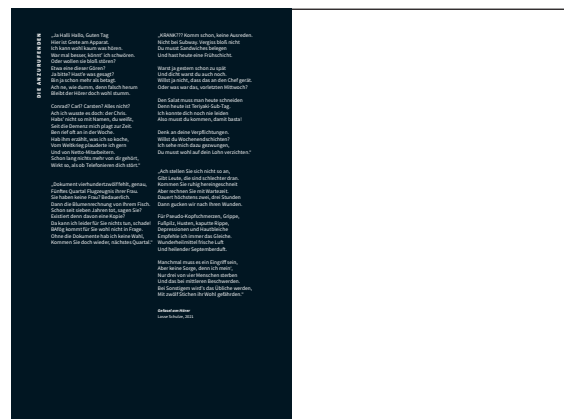 DIE ANZURUFENDEN
„Ja Halli Hallo, Guten Tag
Hier ist Grete am Apparat.
Ich kann wohl kaum was hören.
War mal besser, könnt' ich schwören.
Oder wollen sie bloß stören?
Etwa eine dieser Gören?
Ja bitte? Hast'e was gesagt?
Bin ja schon mehr als betagt.
Ach ne, wie dumm, denn falsch herum
Bleibt der Hörer doch wohl stumm.
Conrad? Carl? Carsten? Alles nicht?
Ach ich wusste es doch: der Chris.
Habs' nicht so mit Namen, du weißt,
Seit die Demenz mich plagt zur Zeit.
Ben rief oft an in der Woche.
Hab ihm erzählt, was ich so koche,
Vom Weltkrieg plauderte ich gern
Und von Netto-Mitarbeitern.
Schon lang nichts mehr von dir gehört,
Wirkt so, als ob Telefonieren dich stört.“
„Dokument vierhundertzwölffehlt, genau,
Fünftes Quartal Flugzeugnis ihrer Frau.
Sie haben keine Frau? Bedauerlich.
Dann die Blumenrechnung von Ihrem Fisch.
Schon seit sieben Jahren tot, sagen Sie?
Existiert denn davon eine Kopie?
Da kann ich leider für Sie nichts tun, schade!
BAfög kommt für Sie wohl nicht in Frage.
Ohne die Dokumente hab ich keine Wahl,
Kommen Sie doch wieder, nächstes Quartal.“
„KRANK??? Komm schon, keine Ausreden.
Nicht bei Subway. Vergiss bloß nicht
Du musst Sandwiches belegen
Und hast heute eine Frühschicht.
Warst ja gestern schon zu spät
Und dicht warst du auch noch.
Willst ja nicht, dass das an den Chef gerät.
Oder was war das, vorletzten Mittwoch?
Den Salat muss man heute schneiden
Denn heute ist Teriyaki-Sub-Tag.
Ich konnte dich noch nie leiden
Also musst du kommen, damit basta!
Denk an deine Verpflichtungen.
Willst du Wochenendschichten?
Ich sehe mich dazu gezwungen,
Du musst wohl auf dein Lohn verzichten.“
„Ach stellen Sie sich nicht so an,
Gibt Leute, die sind schlechter dran.
Kommen Sie ruhig hereingeschneit
Aber rechnen Sie mit Wartezeit.
Dauert höchstens zwei, drei Stunden
Dann gucken wir nach ihren Wunden.
Für Pseudo-Kopfschmerzen, Grippe,
Fußpilz, Husten, kaputte Rippe,
Depressionen und Hautbleiche
Empfehle ich immer das Gleiche.
Wunderheilmittel frische Luft
Und heilender Septemberduft.
Manchmal muss es ein Eingriff sein,
Aber keine Sorge, denn ich mein',
Nur drei von vier Menschen sterben
Und das bei mittleren Beschwerden.
Bei Sonstigem wird's das Übliche werden,
Mit zwölf Stichen ihr Wohl gefährden.“
Lasse Schulze, 2021